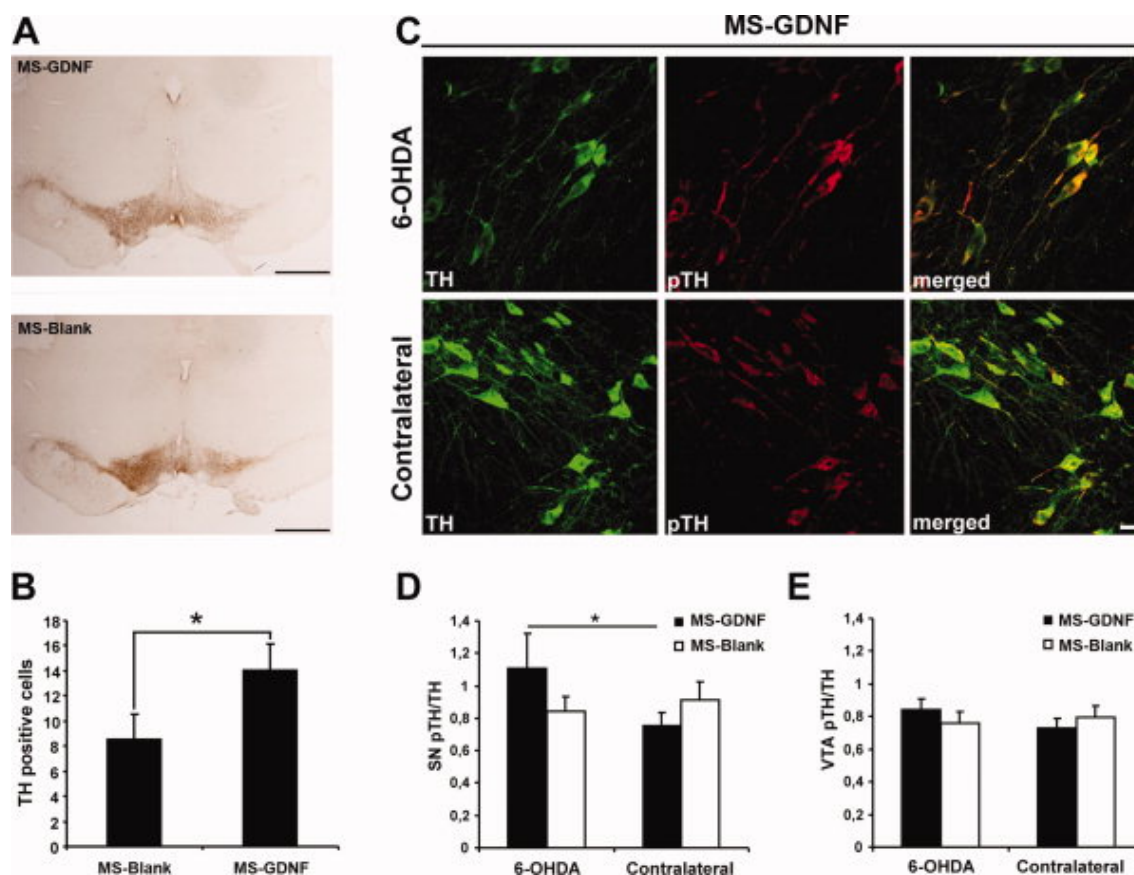 A
MS-GDNF
MS-Blank
C
MS-GDNF
6-OHDA
TH
pTH
merged
Contralateral
TH
pTH
merged
B
18
16
14
12
10
8
6
4
2
0
TH positive cells
*
MS-Blank
MS-GDNF
D
1,4
1,2
1
0,8
0,6
0,4
0,2
0
SN pTH/TH
*
MS-GDNF
MS-Blank
6-OHDA
Contralateral
E
1,4
1,2
1
0,8
0,6
0,4
0,2
0
VTA pTH/TH
MS-GDNF
MS-Blank
6-OHDA
Contralateral